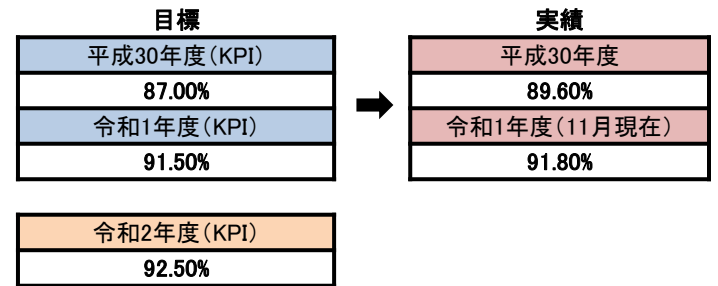 目標
平成30年度(KPI)
87.00%
令和1年度(KPI)
91.50%
実績
平成30年度
89.60%
令和1年度(11月現在)
91.80%
令和2年度(KPI)
92.50%